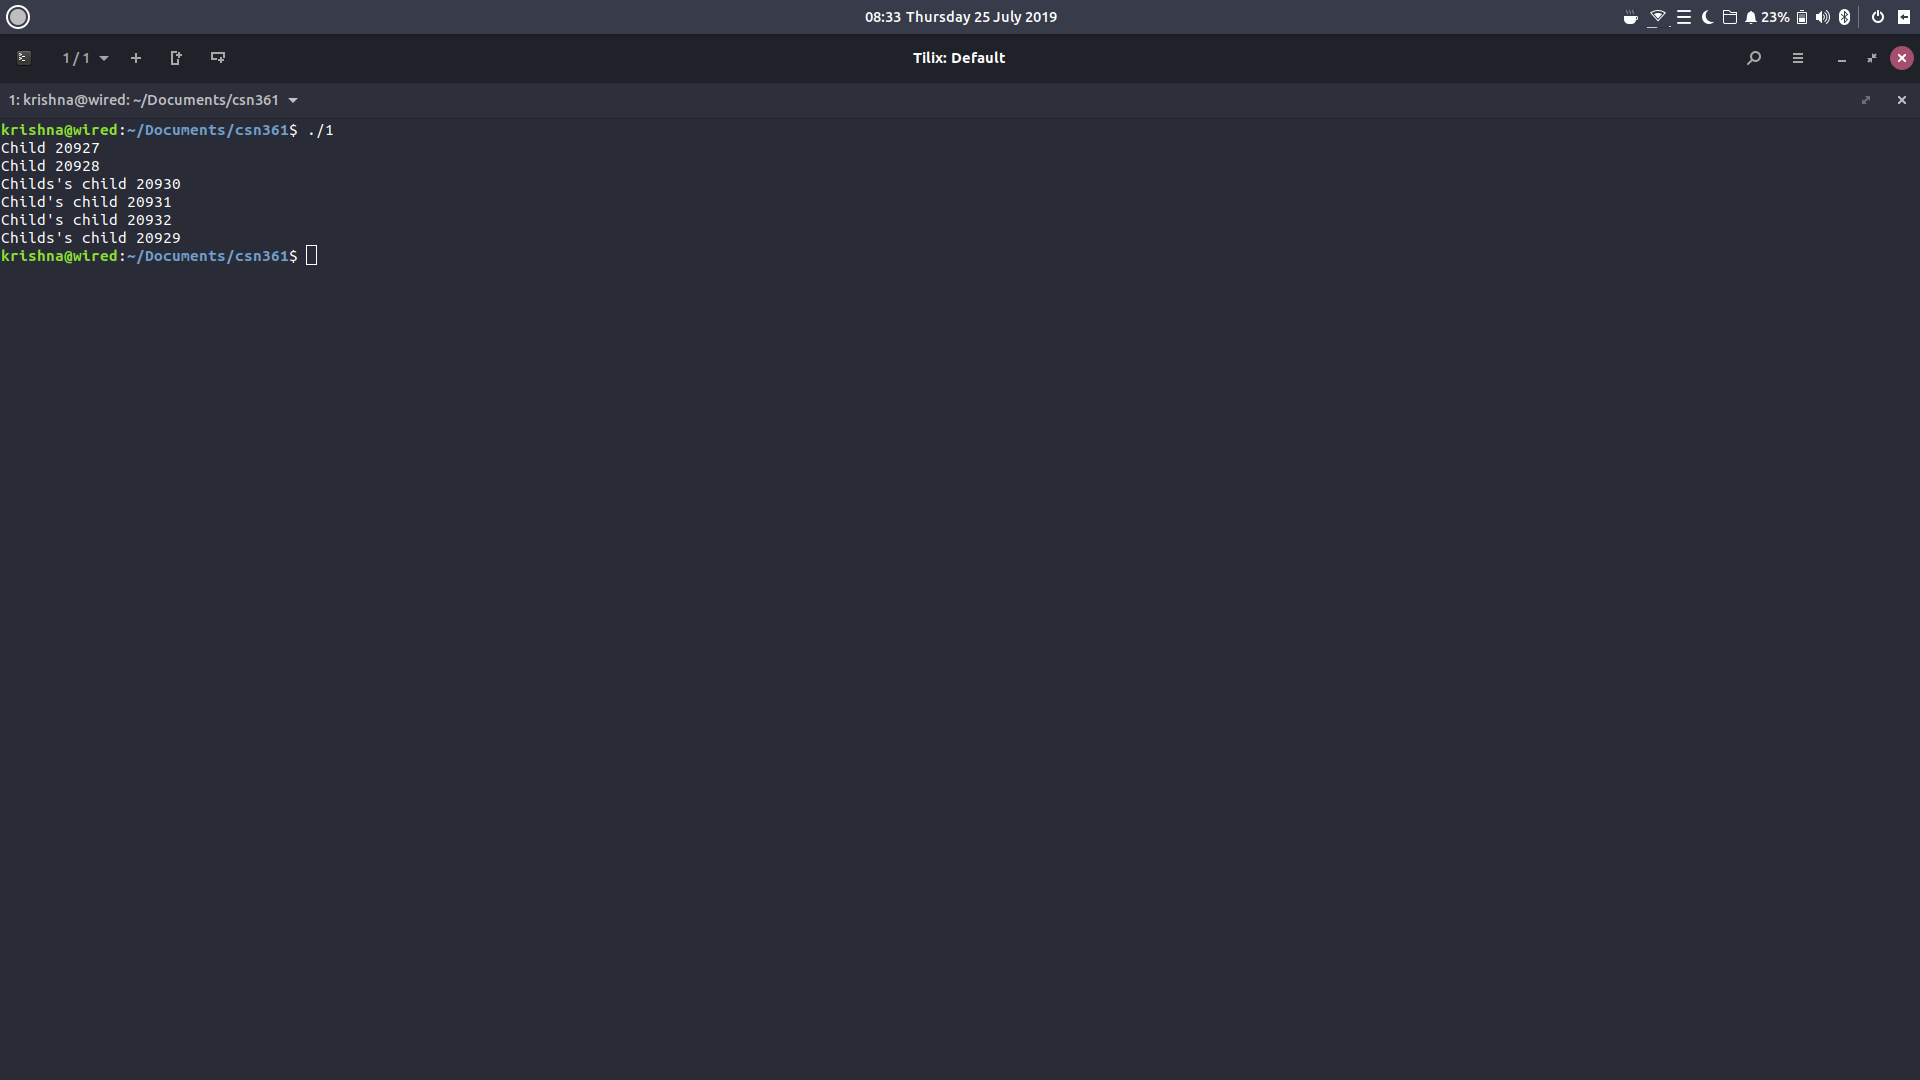 08:33 Thursday 25 July 2019
23%
1 / 1
Tilix: Default
1: krishna@wired: ~/Documents/csn361
krishna@wired:~/Documents/csn361$ ./1
Child 20927
Child 20928
Childs's child 20930
Child's child 20931
Child's child 20932
Childs's child 20929
krishna@wired:~/Documents/csn361$